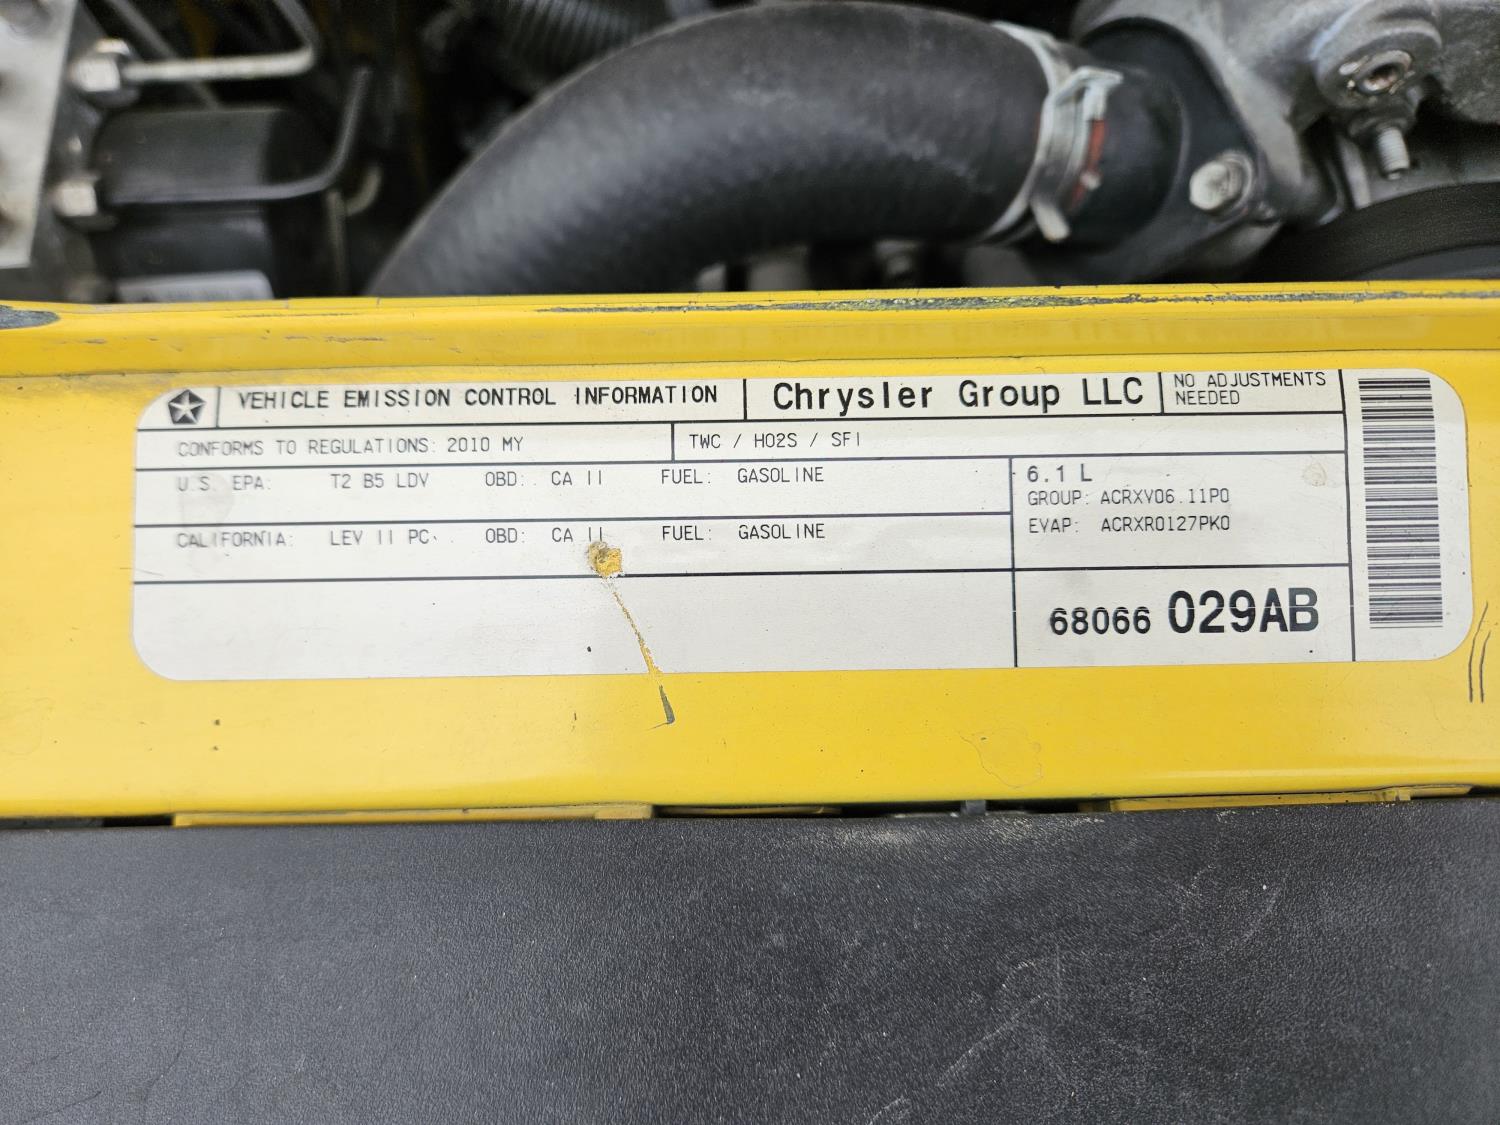 VEHICLE EMISSION CONTROL INFORMATION
Chrysler Group LLC
NO ADJUSTMENTS
NEEDED
CONFORMS TO REGULATIONS: 2010 MY
TWC / HO2S / SFI
U.S. EPA: T2 B5 LDV OBD: CA II FUEL: GASOLINE
CALIFORNIA: LEV II PC OBD: CA II FUEL: GASOLINE
6.1 L
GROUP: ACRXV06.11P0
EVAP: ACRXR0127PK0
68066 029AB